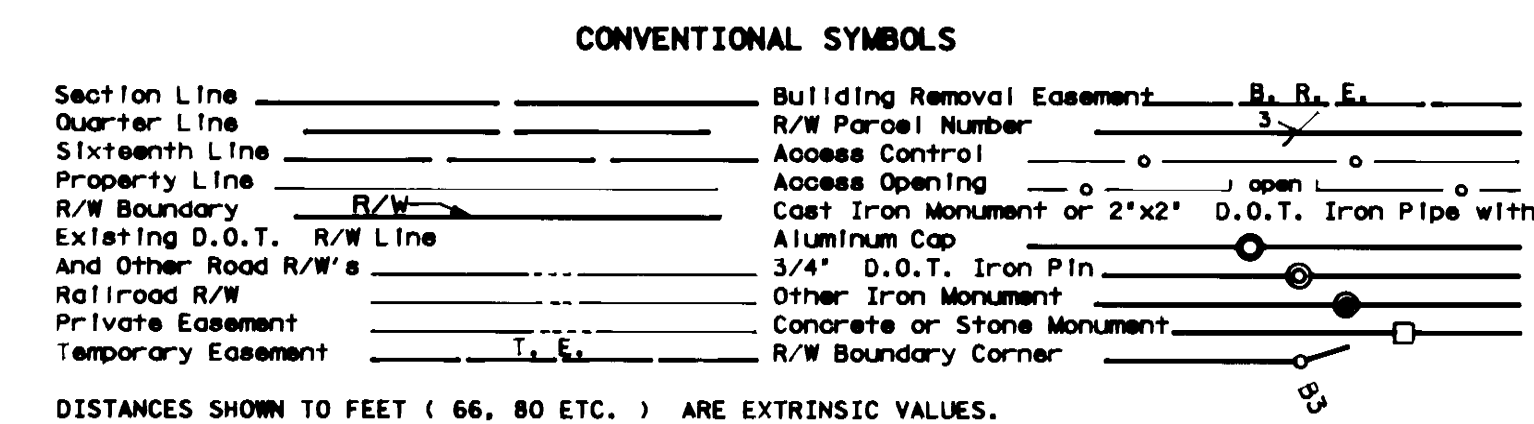 CONVENTIONAL SYMBOLS
Section Line
Quarter Line
Sixteenth Line
Property Line
R/W Boundary R/W
Existing D.O.T. R/W Line
And Other Road R/W's
Railroad R/W
Private Easement
Temporary Easement T. E.
Building Removal Easement B. R. E.
R/W Parcel Number 3
Access Control
Access Opening open
Cast Iron Monument or 2"x2" D.O.T. Iron Pipe with
Aluminum Cap
3/4" D.O.T. Iron Pin
Other Iron Monument
Concrete or Stone Monument
R/W Boundary Corner
B3
DISTANCES SHOWN TO FEET ( 66, 80 ETC. ) ARE EXTRINSIC VALUES.